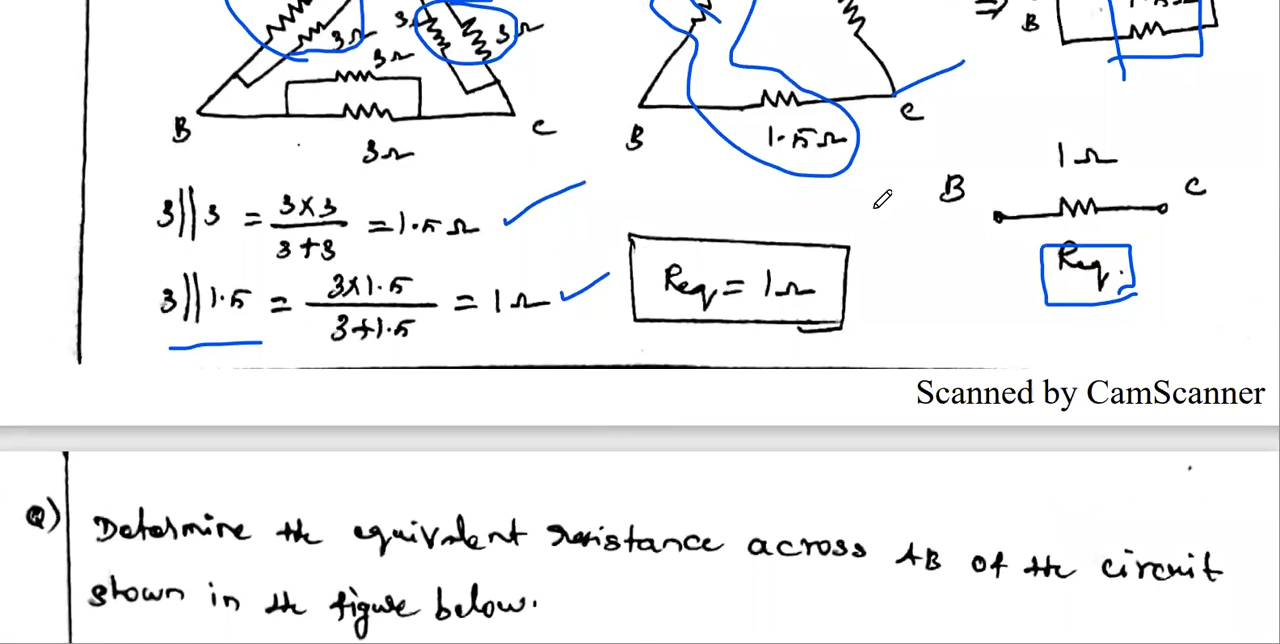 3Ω
3Ω
3
3Ω
B
3Ω
C
B
1.5Ω
C
⇒ B
1Ω
B
C
Req.
3||3 = 3×3 / 3+3 = 1.5Ω
3||1.5 = 3×1.5 / 3+1.5 = 1Ω
Req = 1Ω
Scanned by CamScanner
Q) Determine the equivalent resistance across AB of the circuit
shown in the figure below.